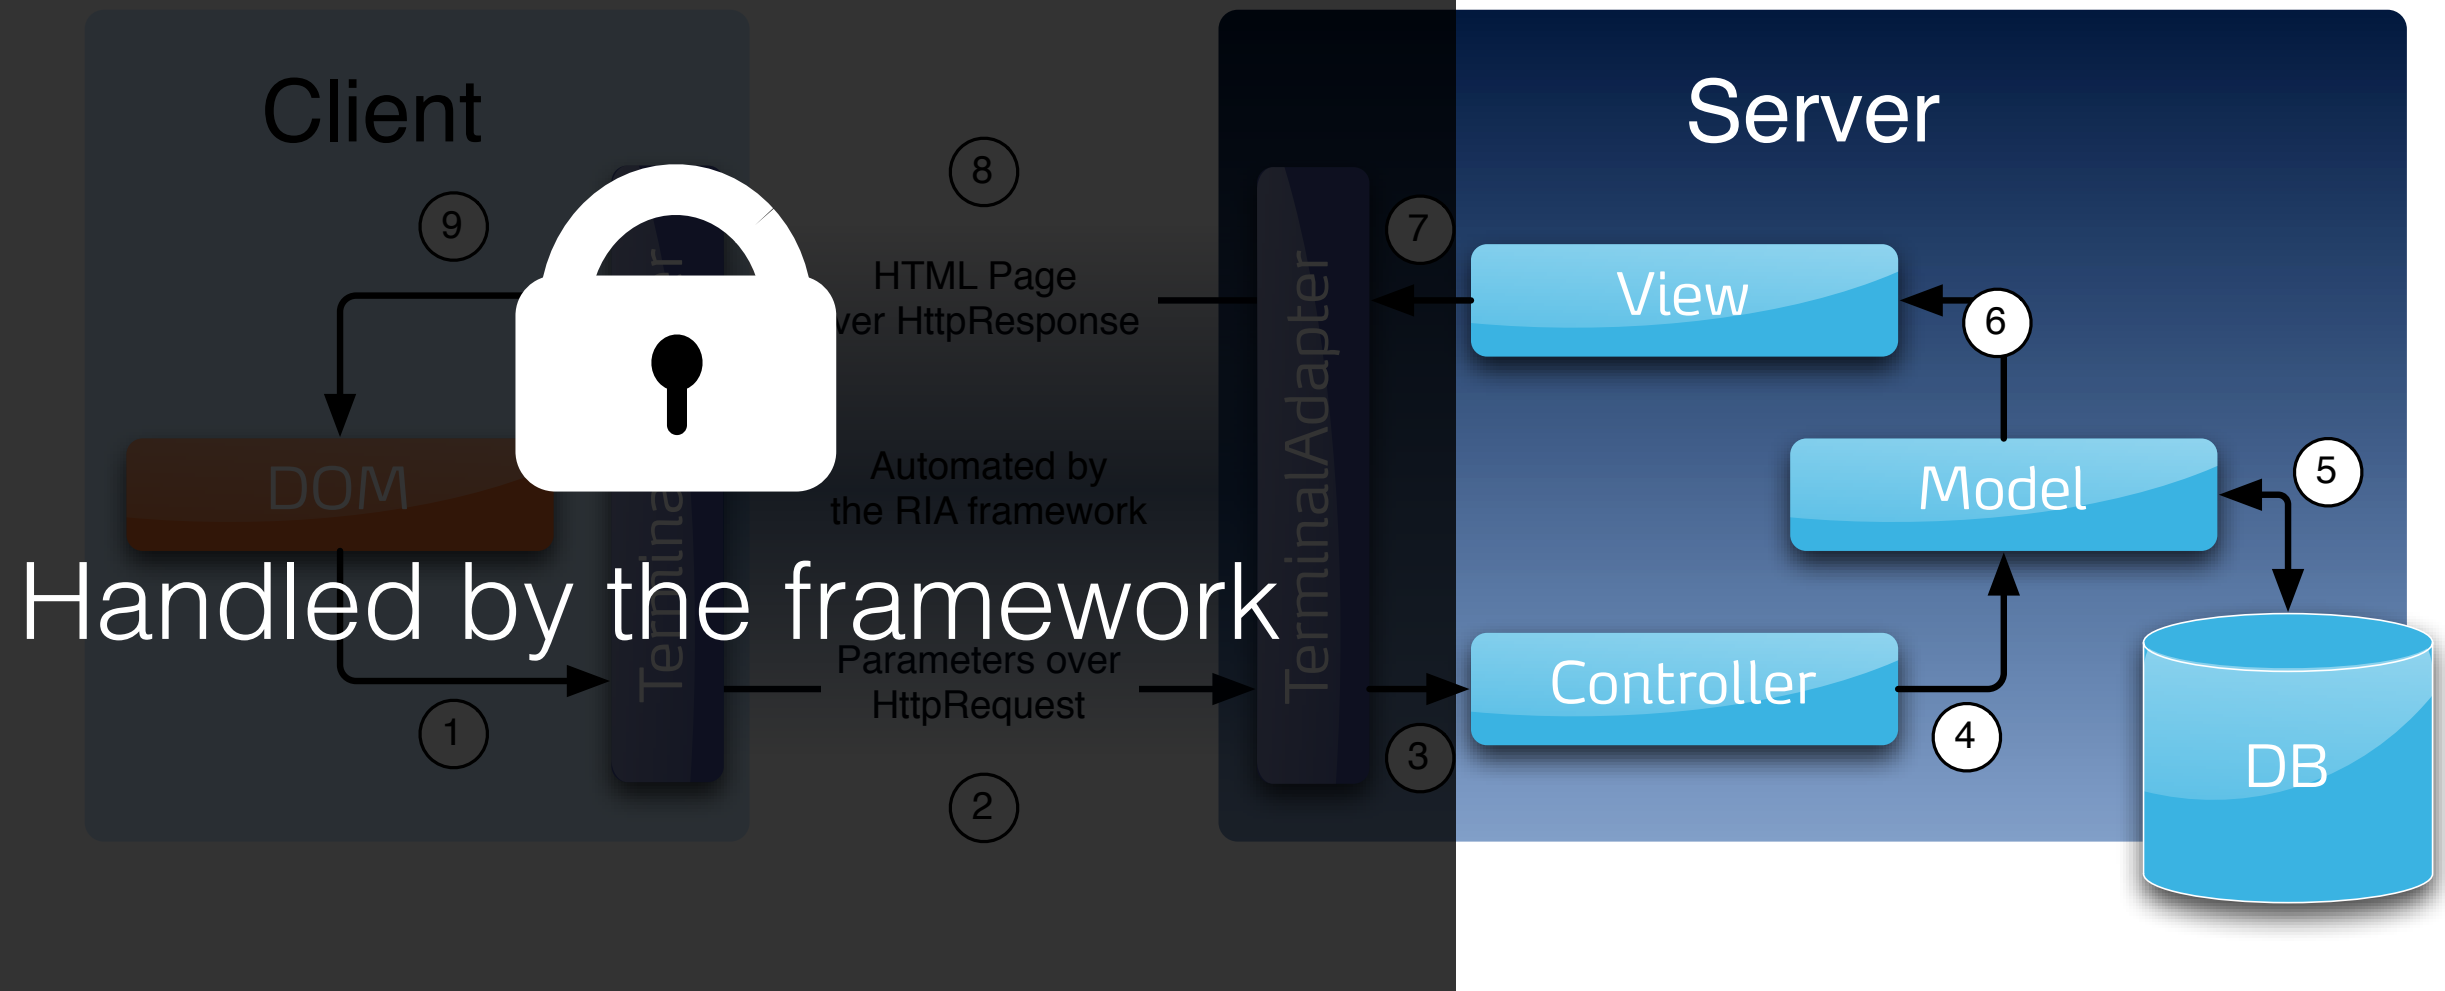 Client
Server
8
9
7
HTML Page
HttpResponse
View
6
TerminalAdapter
DOM
Automated by
the RIA framework
Model
5
Handled by the framework
Parameters over
HttpRequest
Controller
1
3
4
DB
2